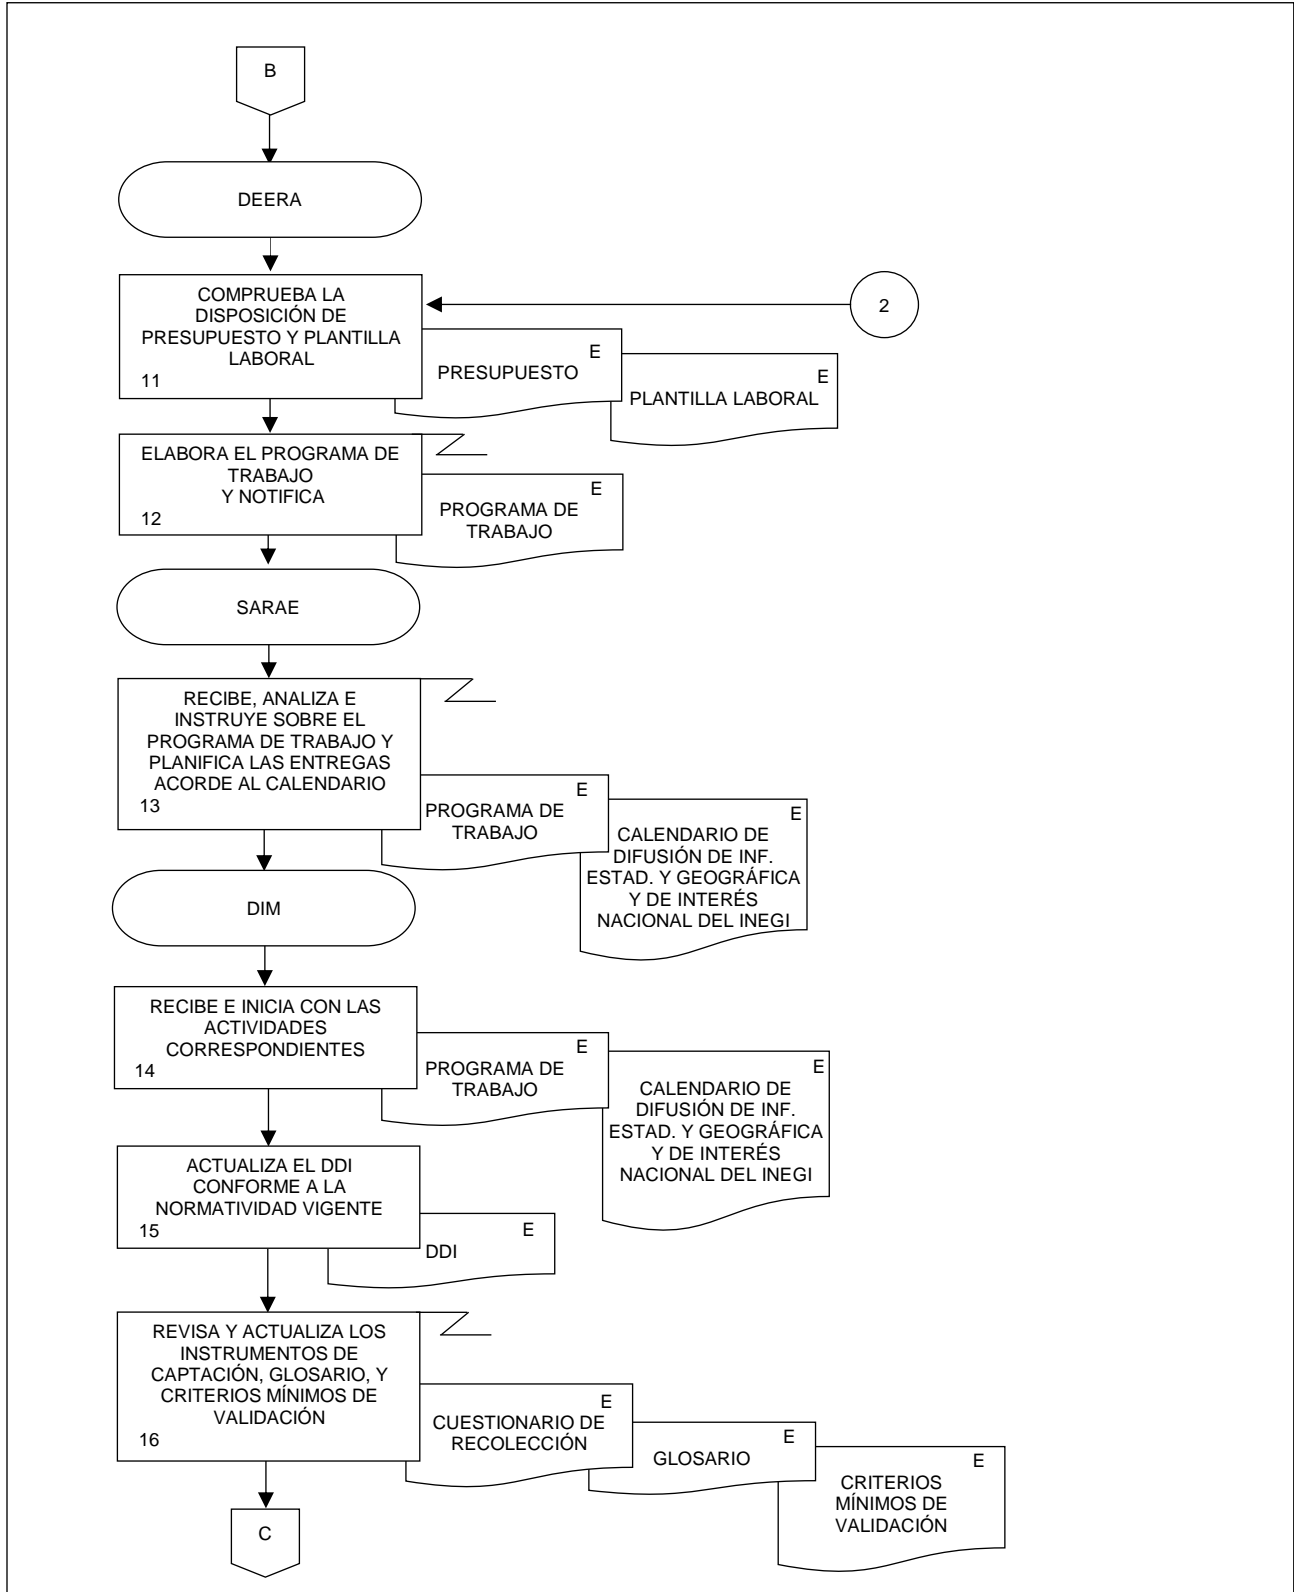 B
DEERA
COMPRUEBA LA
DISPOSICIÓN DE
PRESUPUESTO Y PLANTILLA
LABORAL
11
2
E
PRESUPUESTO
E
PLANTILLA LABORAL
ELABORA EL PROGRAMA DE
TRABAJO
Y NOTIFICA
12
E
PROGRAMA DE
TRABAJO
SARAE
RECIBE, ANALIZA E
INSTRUYE SOBRE EL
PROGRAMA DE TRABAJO Y
PLANIFICA LAS ENTREGAS
ACORDE AL CALENDARIO
13
E
PROGRAMA DE
TRABAJO
E
CALENDARIO DE
DIFUSIÓN DE INF.
ESTAD. Y GEOGRÁFICA
Y DE INTERÉS
NACIONAL DEL INEGI
DIM
RECIBE E INICIA CON LAS
ACTIVIDADES
CORRESPONDIENTES
14
E
PROGRAMA DE
TRABAJO
E
CALENDARIO DE
DIFUSIÓN DE INF.
ESTAD. Y GEOGRÁFICA
Y DE INTERÉS
NACIONAL DEL INEGI
ACTUALIZA EL DDI
CONFORME A LA
NORMATIVIDAD VIGENTE
15
E
DDI
REVISA Y ACTUALIZA LOS
INSTRUMENTOS DE
CAPTACIÓN, GLOSARIO, Y
CRITERIOS MÍNIMOS DE
VALIDACIÓN
16
E
CUESTIONARIO DE
RECOLECCIÓN
E
GLOSARIO
E
CRITERIOS
MÍNIMOS DE
VALIDACIÓN
C